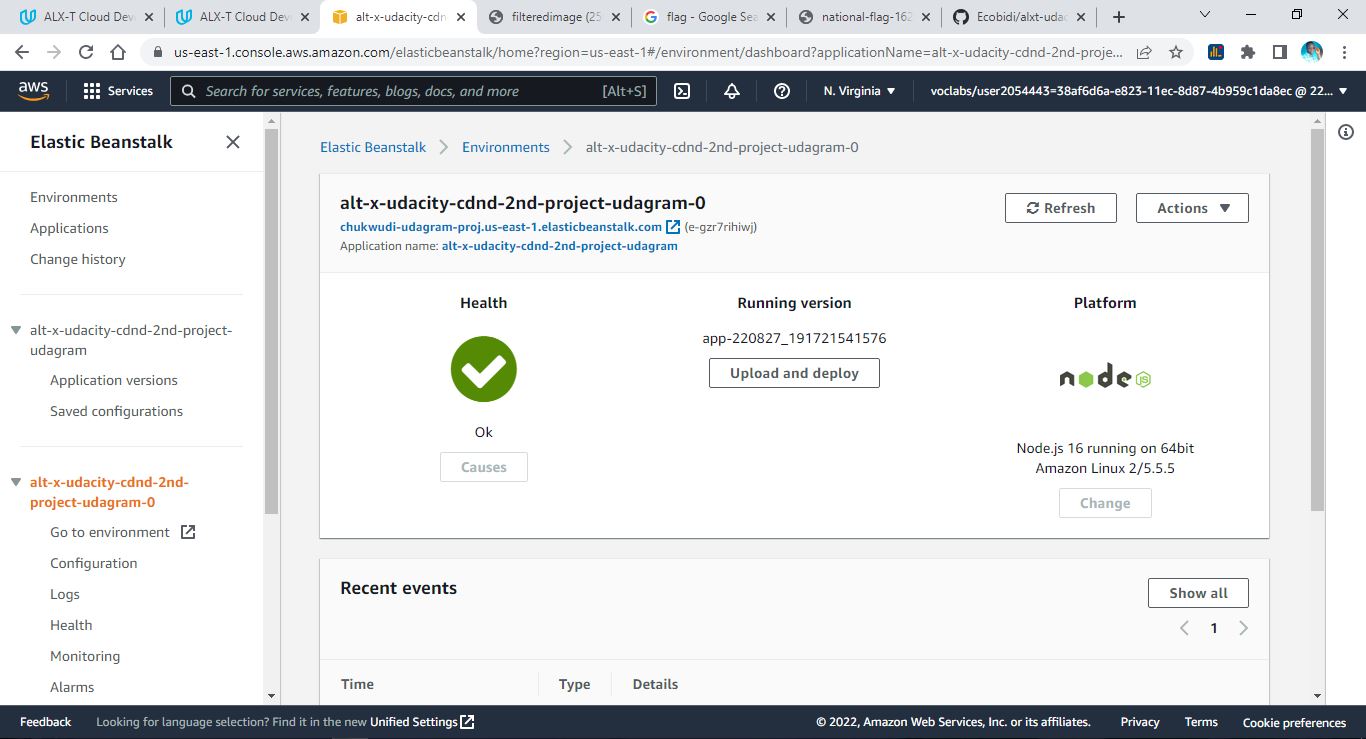 ALX-T Cloud Dev
ALX-T Cloud Dev
alt-x-udacity-cdn
filteredimage (25
flag - Google Sea
national-flag-162
Ecobidi/alxt-udac
us-east-1.console.aws.amazon.com/elasticbeanstalk/home?region=us-east-1#/environment/dashboard?applicationName=alt-x-udacity-cdnd-2nd-proje...
aws
Services
Search for services, features, blogs, docs, and more
[Alt+S]
N. Virginia
voclabs/user2054443=38af6d6a-e823-11ec-8d87-4b959c1da8ec @ 22...
Elastic Beanstalk
Environments
Applications
Change history
alt-x-udacity-cdnd-2nd-project-
udagram
Application versions
Saved configurations
alt-x-udacity-cdnd-2nd-
project-udagram-0
Go to environment
Configuration
Logs
Health
Monitoring
Alarms
Elastic Beanstalk
Environments
alt-x-udacity-cdnd-2nd-project-udagram-0
alt-x-udacity-cdnd-2nd-project-udagram-0
chukwudi-udagram-proj.us-east-1.elasticbeanstalk.com (e-gzr7rihiwj)
Application name: alt-x-udacity-cdnd-2nd-project-udagram
Refresh
Actions
Health
Ok
Causes
Running version
app-220827_191721541576
Upload and deploy
Platform
node JS
Node.js 16 running on 64bit
Amazon Linux 2/5.5.5
Change
Recent events
Show all
1
Time
Type
Details
Feedback
Looking for language selection? Find it in the new Unified Settings
© 2022, Amazon Web Services, Inc. or its affiliates.
Privacy
Terms
Cookie preferences